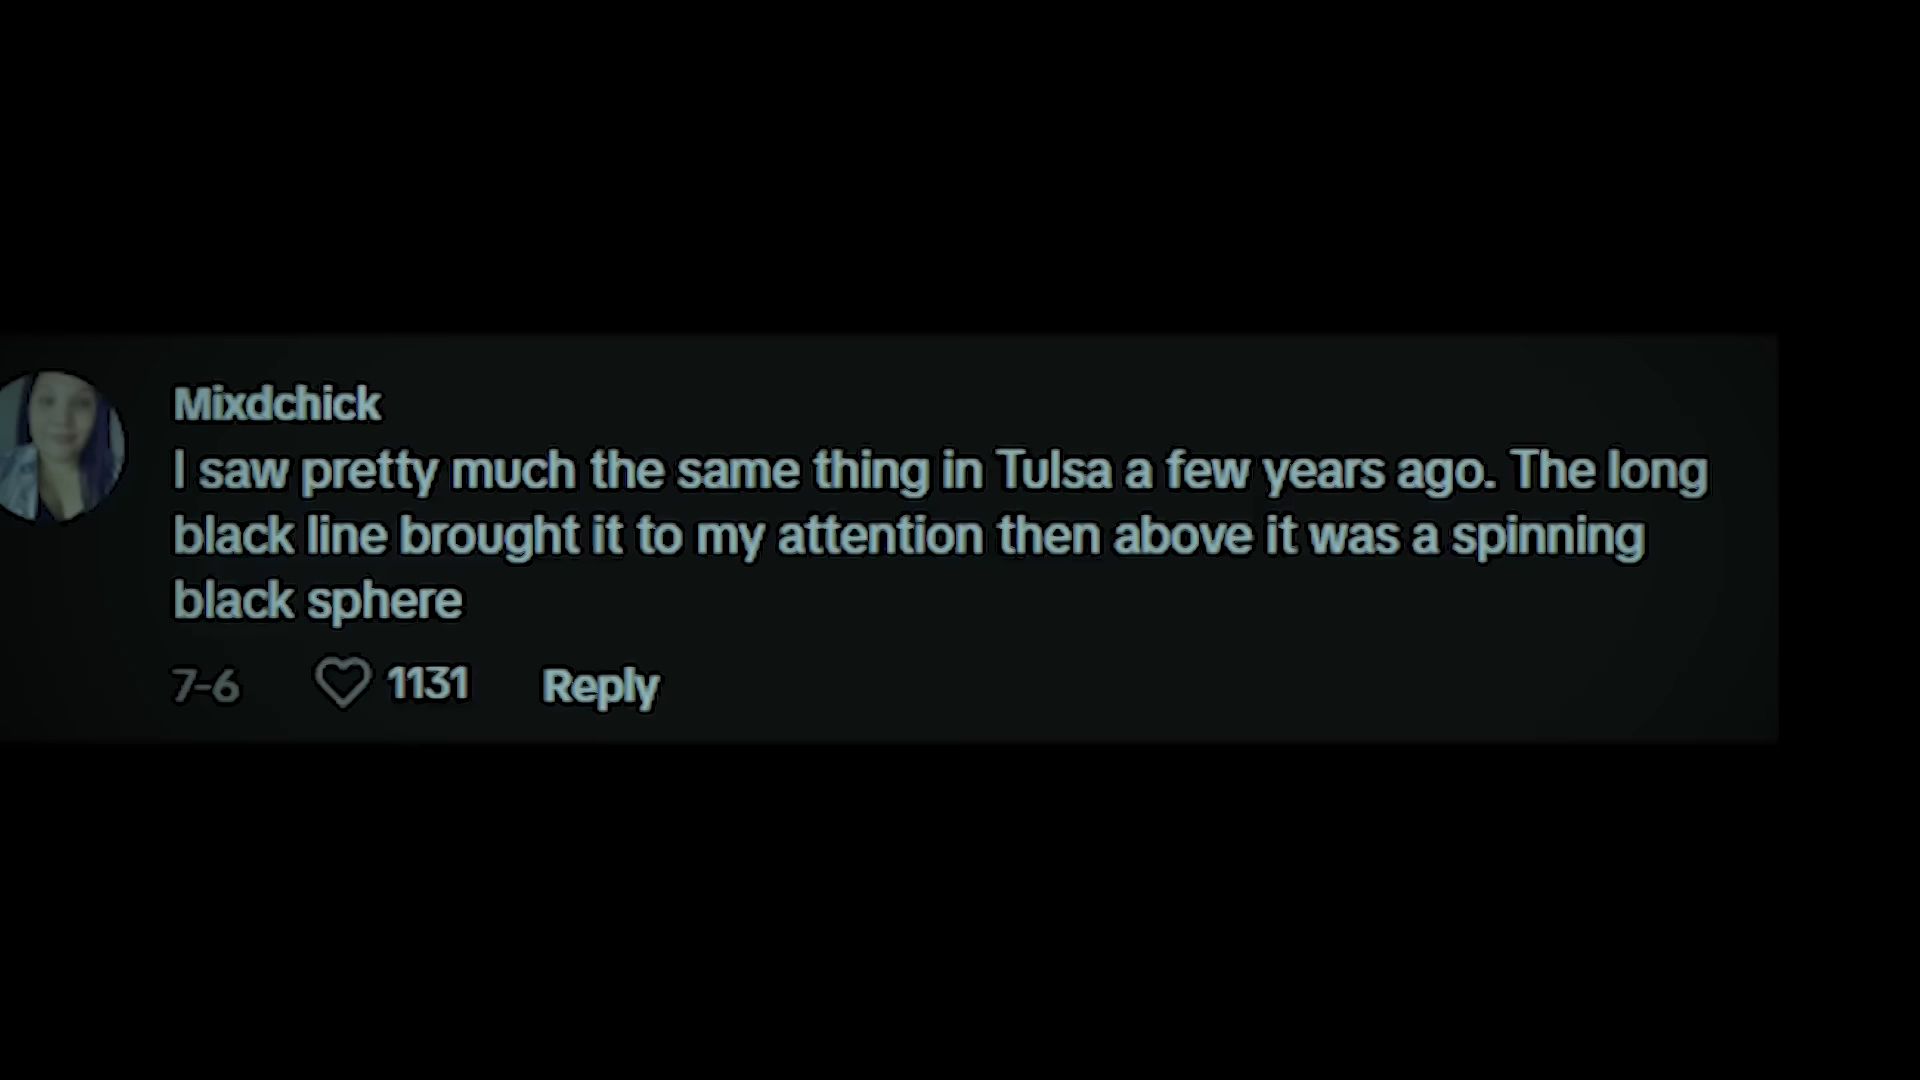 Mixdchick
I saw pretty much the same thing in Tulsa a few years ago. The long
black line brought it to my attention then above it was a spinning
black sphere
7-6 1131 Reply